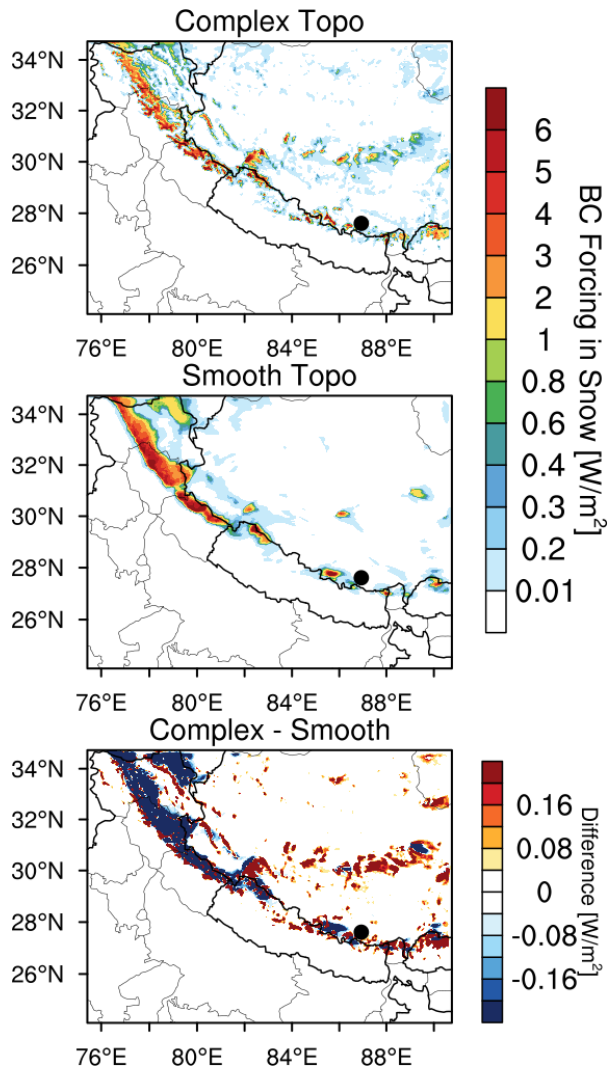 Complex Topo
34°N
32°N
30°N
28°N
26°N
76°E 80°E 84°E 88°E
Smooth Topo
34°N
32°N
30°N
28°N
26°N
76°E 80°E 84°E 88°E
Complex - Smooth
34°N
32°N
30°N
28°N
26°N
76°E 80°E 84°E 88°E
6
5
4
3
2
1
0.8
0.6
0.4
0.2
0.01
BC Forcing in Snow [W/m²]
0.16
0.08
0
-0.08
-0.16
Difference [W/m²]